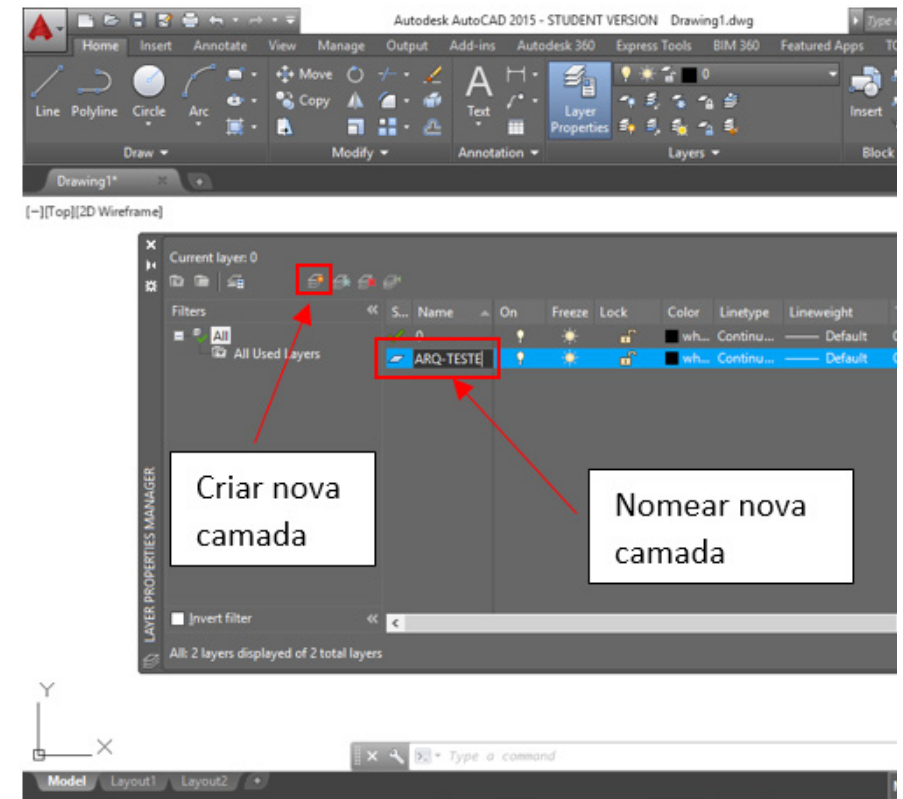 Autodesk AutoCAD 2015 - STUDENT VERSION Drawing1.dwg
Home Insert Annotate View Manage Output Add-ins Autodesk 360 Express Tools BIM 360 Featured Apps
0
Move
Copy
Line Polyline Circle Arc
Text
Layer
Properties
Insert
Draw Modify Annotation Layers Block
Drawing1*
[−][Top][2D Wireframe]
Current layer: 0
Filters
S... Name On Freeze Lock Color Linetype Lineweight
All
0 wh... Continu... Default
All Used Layers
ARQ-TESTE wh... Continu... Default
Criar nova
camada
Nomear nova
camada
LAYER PROPERTIES MANAGER
Invert filter
All: 2 layers displayed of 2 total layers
Y
X
Type a command
Model Layout1 Layout2